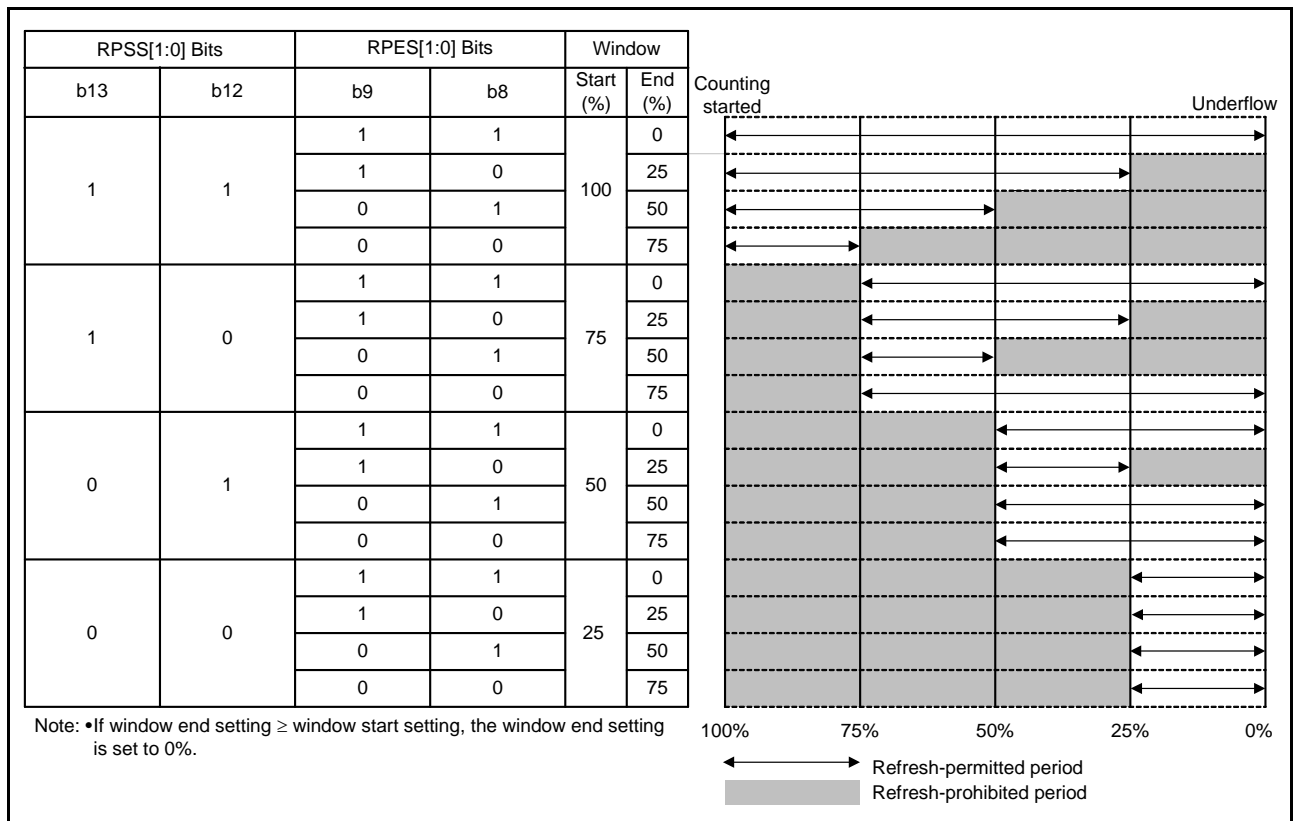 RPSS[1:0] Bits RPES[1:0] Bits Window
b13 b12 b9 b8 Start (%) End (%)
Counting started Underflow
1 1 0
1 0 25
1 1 100
0 1 50
0 0 75
1 1 0
1 0 25
1 0 75
0 1 50
0 0 75
1 1 0
1 0 25
0 1 50
0 1 50
0 0 75
1 1 0
1 0 25
0 0 25
0 1 50
0 0 75
Note: •If window end setting ≥ window start setting, the window end setting
is set to 0%.
100% 75% 50% 25% 0%
Refresh-permitted period
Refresh-prohibited period